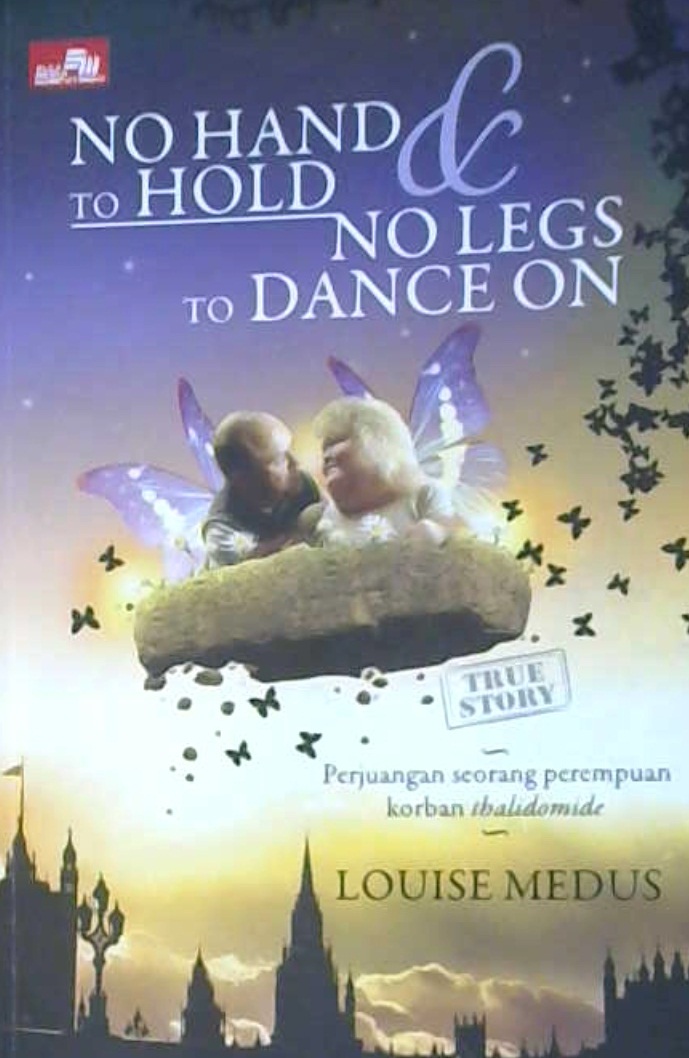 NO HAND &
TO HOLD
NO LEGS
TO DANCE ON
TRUE
STORY
Perjuangan seorang perempuan
korban thalidomide
LOUISE MEDUS